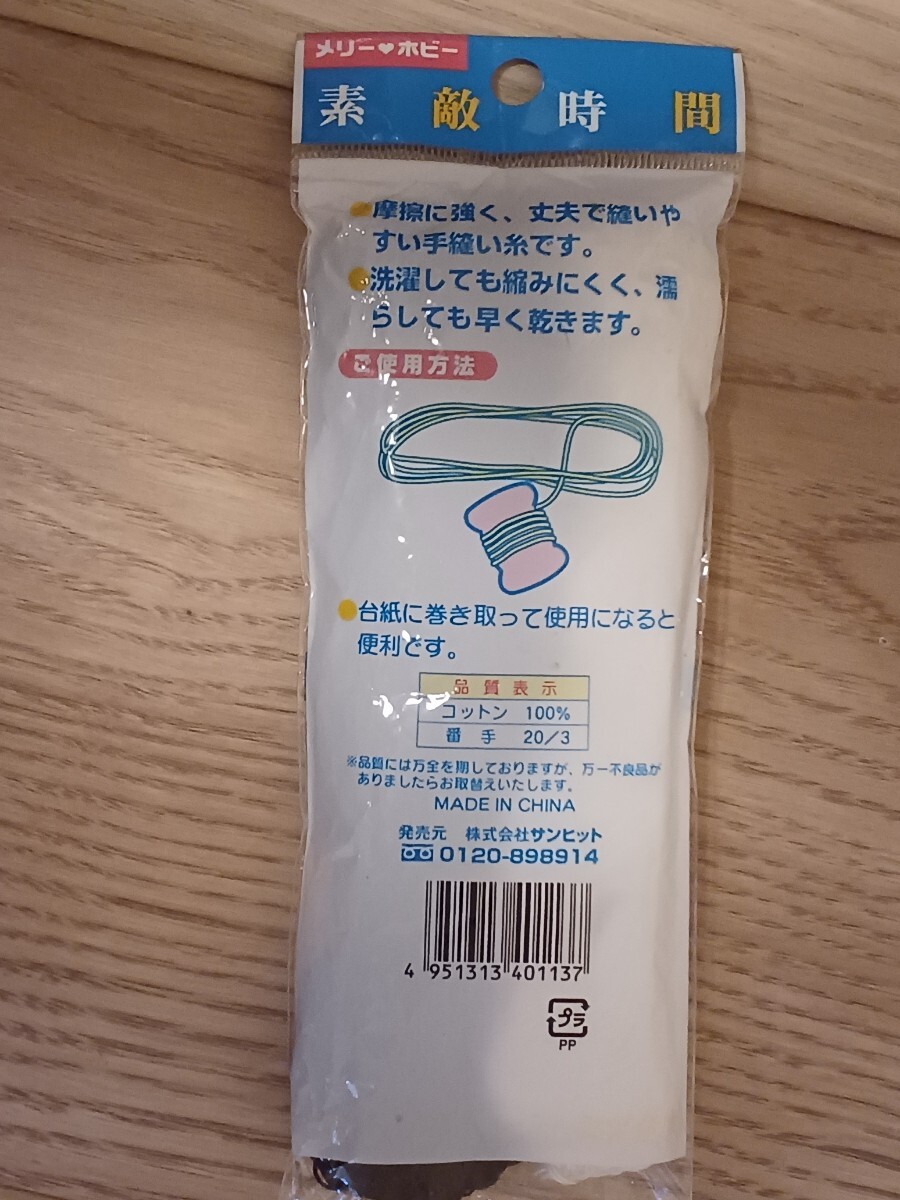 メリー♥ホビー
素敵時間
●摩擦に強く、丈夫で縫いや
すい手縫い糸です。
●洗濯しても縮みにくく、濡
らしても早く乾きます。
ご使用方法
●台紙に巻き取って使用になると
便利です。
品質表示
コットン 100%
番手 20/3
※品質には万全を期しておりますが、万一不良品が
ありましたらお取替えいたします。
MADE IN CHINA
発売元 株式会社サンヒット
0120-898914
4 951313 401137
プラ
PP